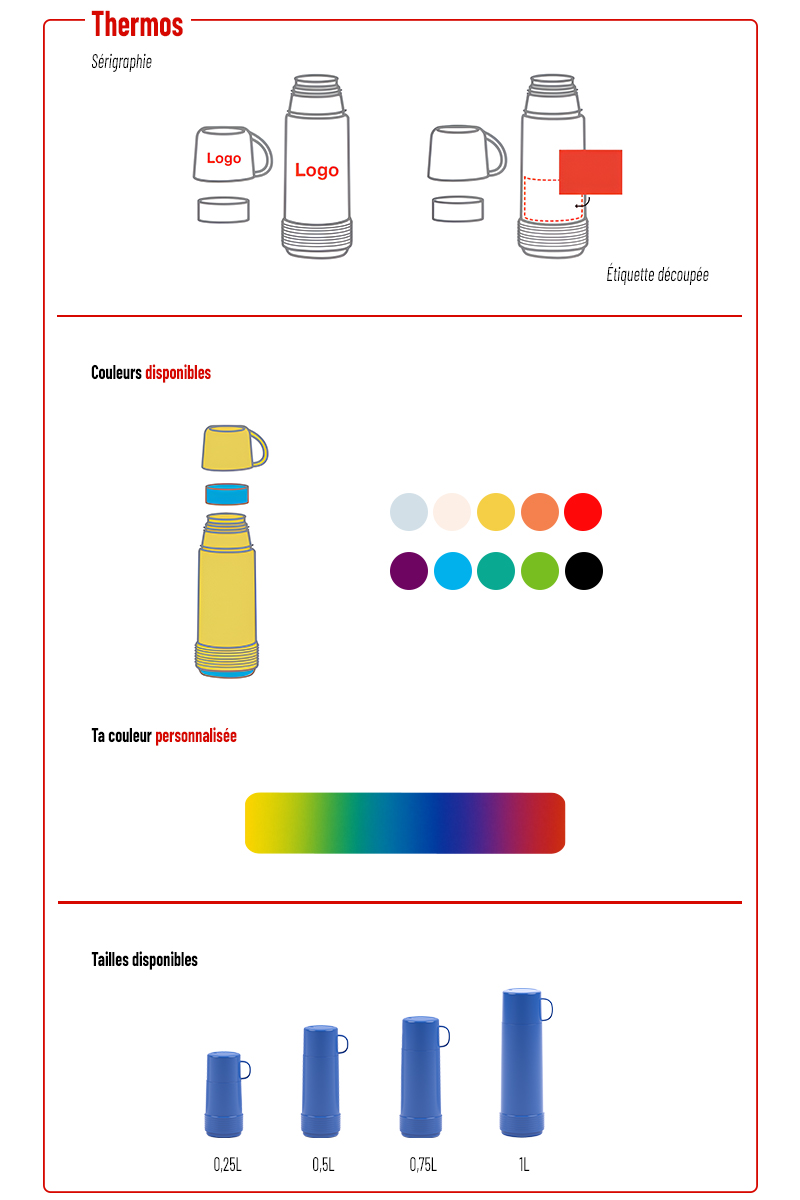 Thermos
Sérigraphie
Logo
Logo
Étiquette découpée
Couleurs disponibles
Ta couleur personnalisée
Tailles disponibles
0,25L
0,5L
0,75L
1L